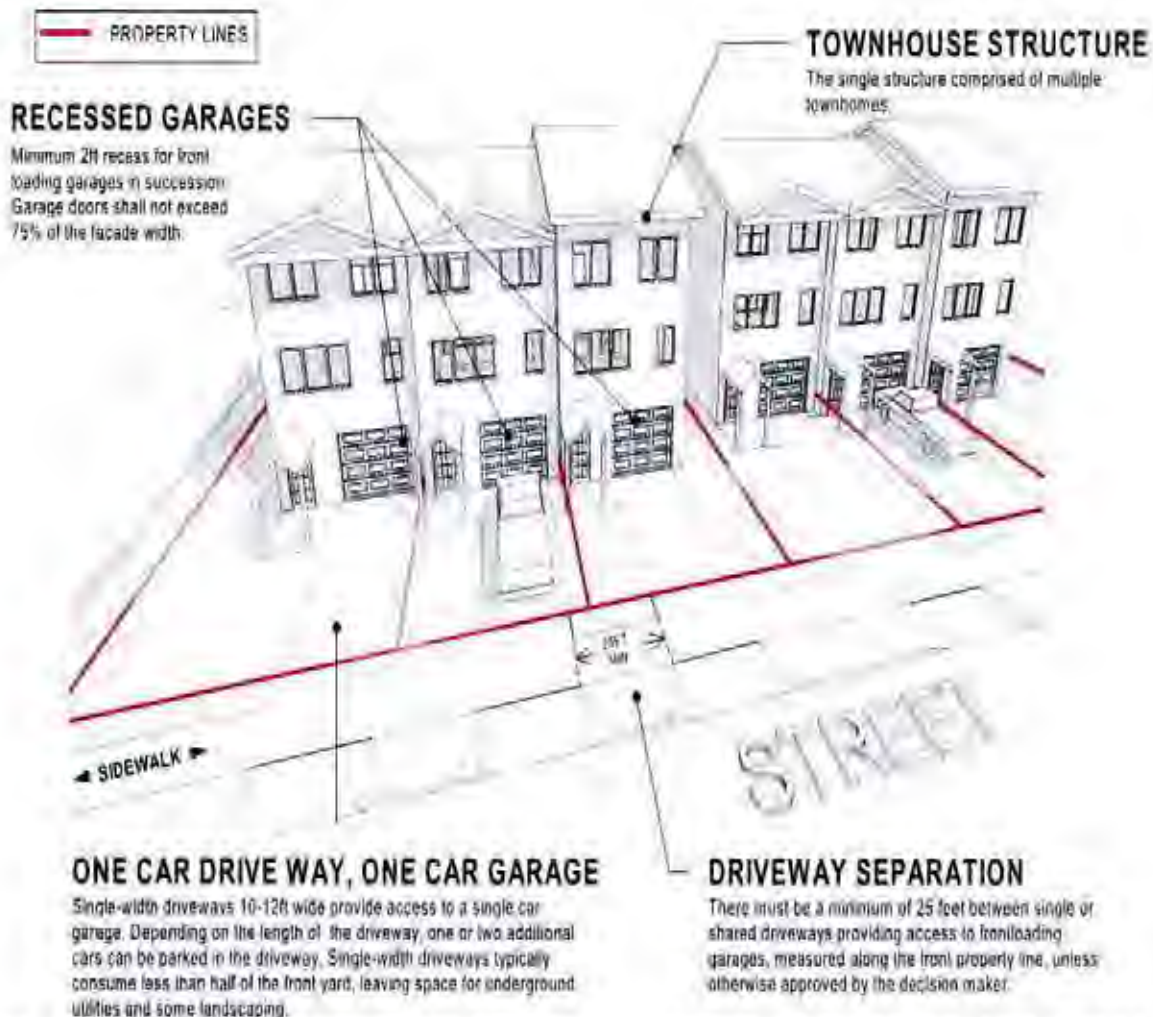 PROPERTY LINES
TOWNHOUSE STRUCTURE
The single structure comprised of multiple
townhomes.
RECESSED GARAGES
Minimum 2ft recess for front
loading garages in succession.
Garage doors shall not exceed
75% of the facade width.
MIN
SIDEWALK
STREET
ONE CAR DRIVE WAY, ONE CAR GARAGE
Single-width driveways 10-12ft wide provide access to a single car
garage. Depending on the length of the driveway, one or two additional
cars can be parked in the driveway. Single-width driveways typically
consume less than half of the front yard, leaving space for underground
utilities and some landscaping.
DRIVEWAY SEPARATION
There must be a minimum of 25 feet between single or
shared driveways providing access to frontloading
garages, measured along the front property line, unless
otherwise approved by the decision maker.